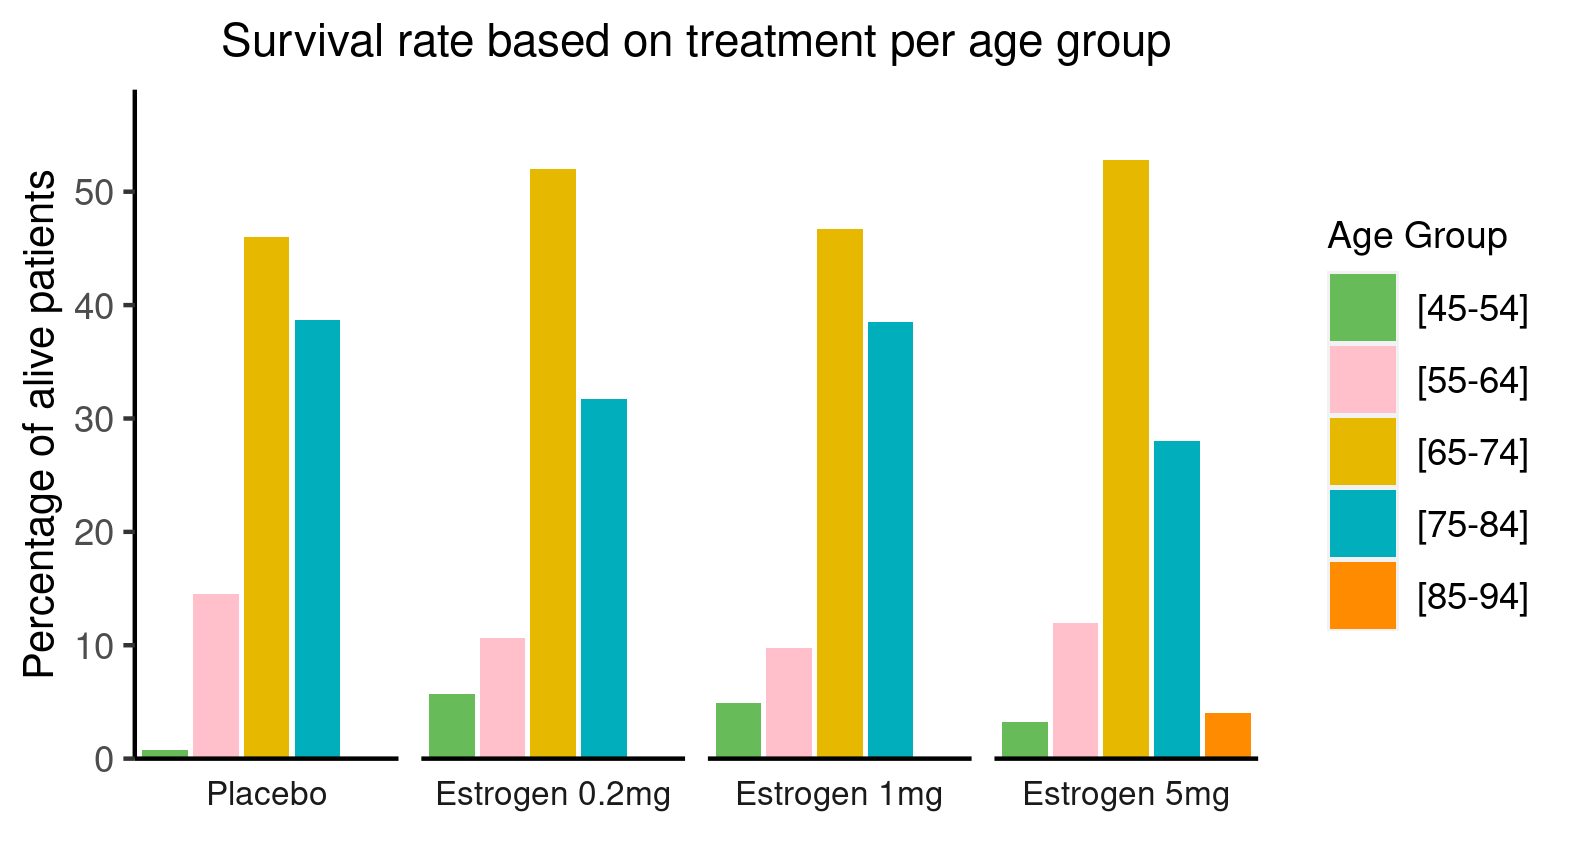 Survival rate based on treatment per age group
Percentage of alive patients
50
40
30
20
10
0
Placebo
Estrogen 0.2mg
Estrogen 1mg
Estrogen 5mg
Age Group
[45-54]
[55-64]
[65-74]
[75-84]
[85-94]